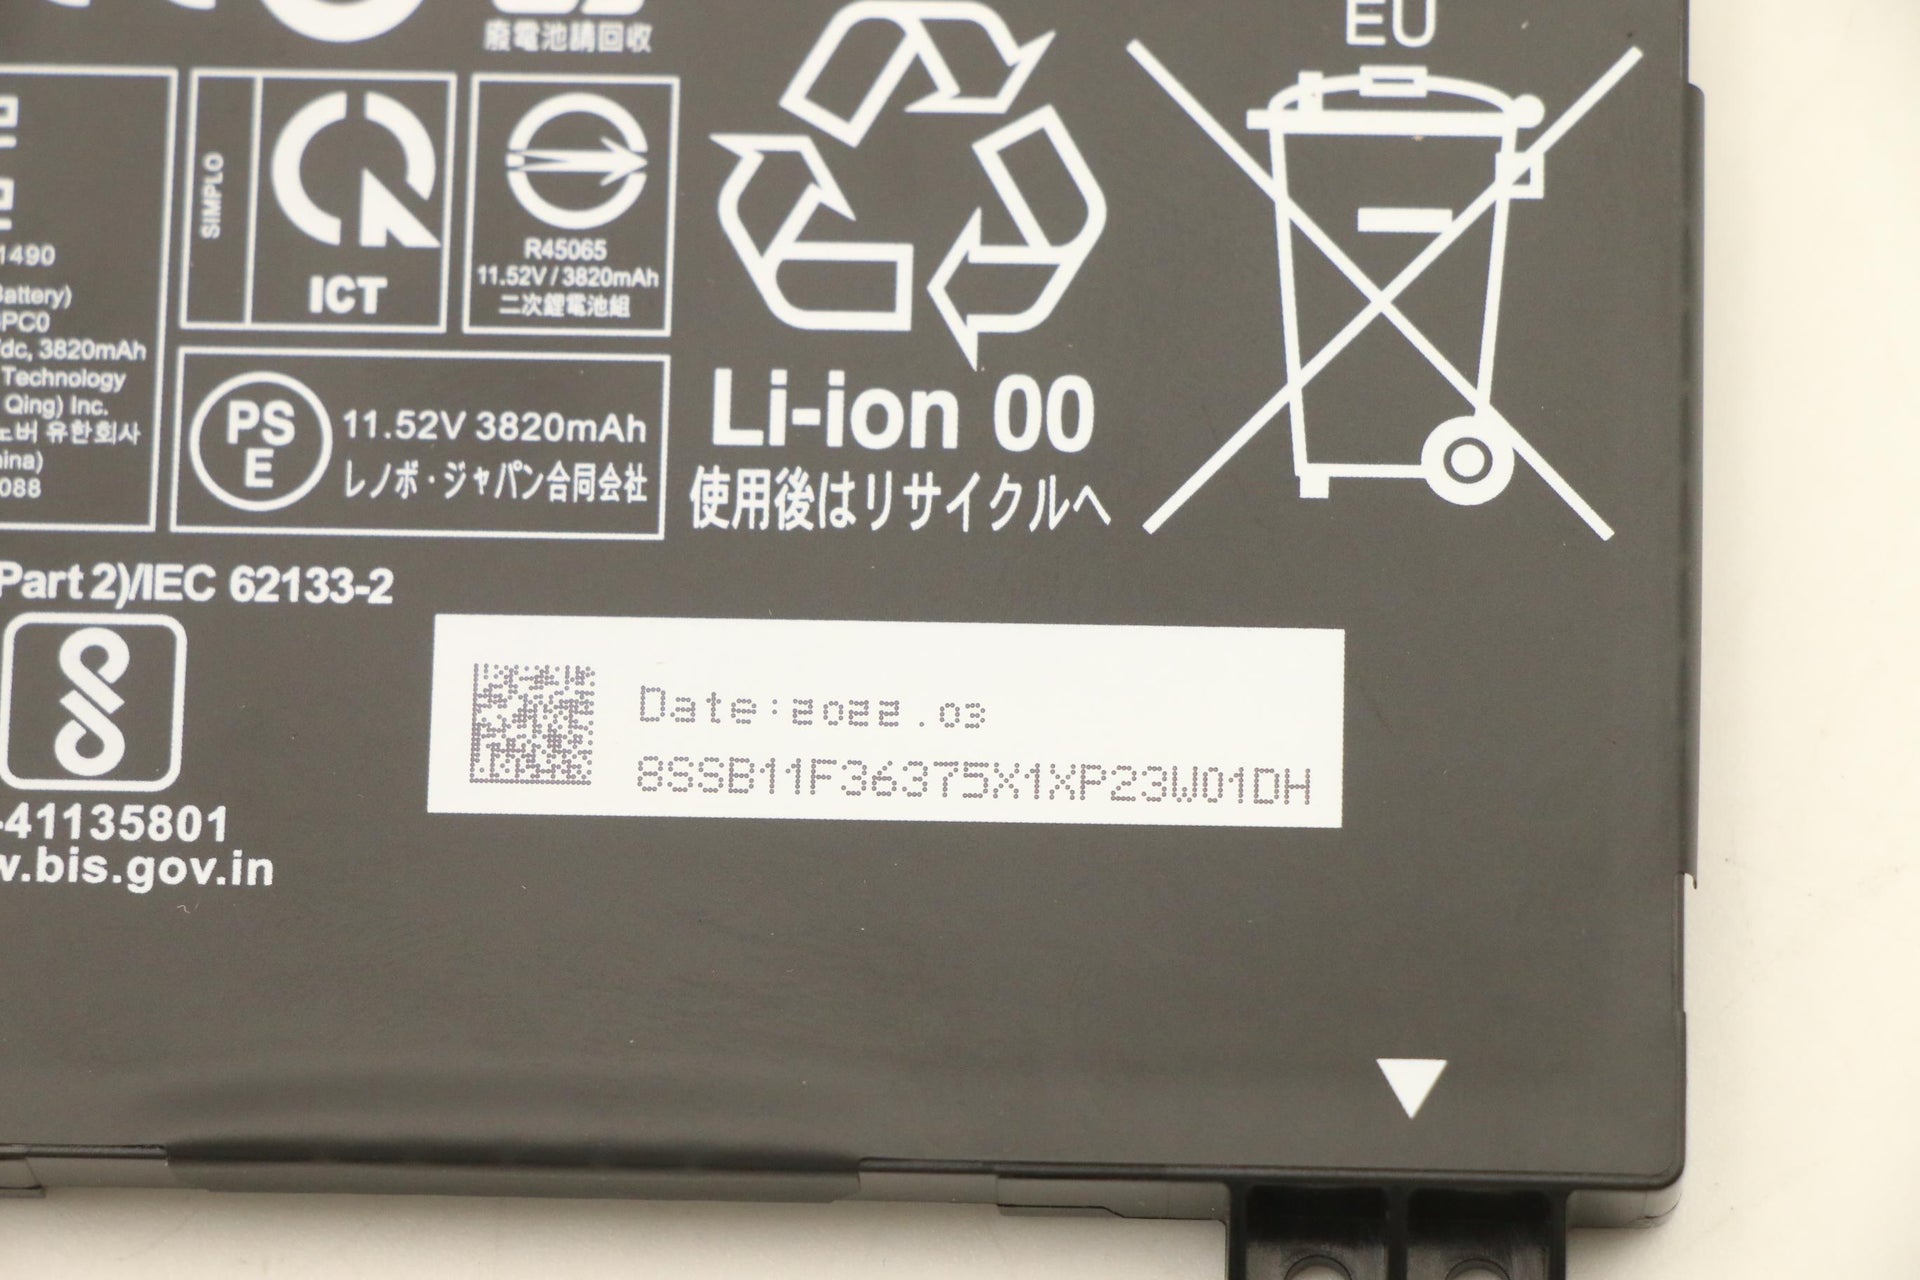 廢電池請回收
EU
SIMPLO
ICT
R45065
11.52V / 3820mAh
二次鋰電池組
1490
Battery)
PC0
dc, 3820mAh
Technology
Qing) Inc.
노버 유한회사
ina)
088
PS
E
11.52V 3820mAh
レノボ・ジャパン合同会社
Li-ion 00
使用後はリサイクルへ
Part 2)/IEC 62133-2
-41135801
.bis.gov.in
Date:2022.03
8SSB11F36375X1XP23W01DH